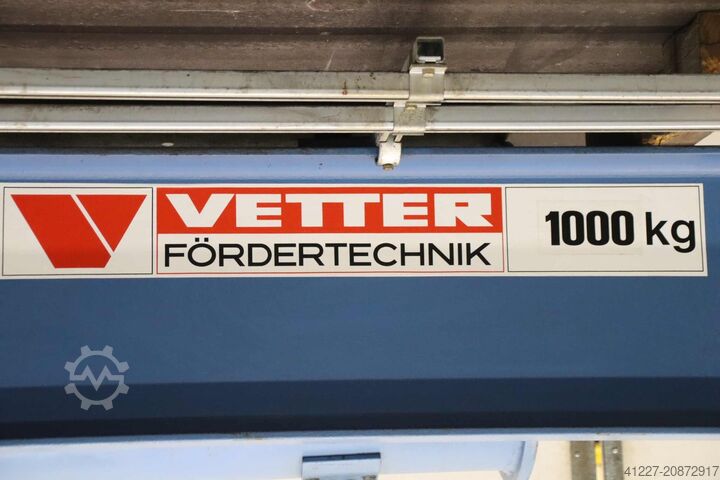 VETTER
FÖRDERTECHNIK
1000 kg
41227-20872917